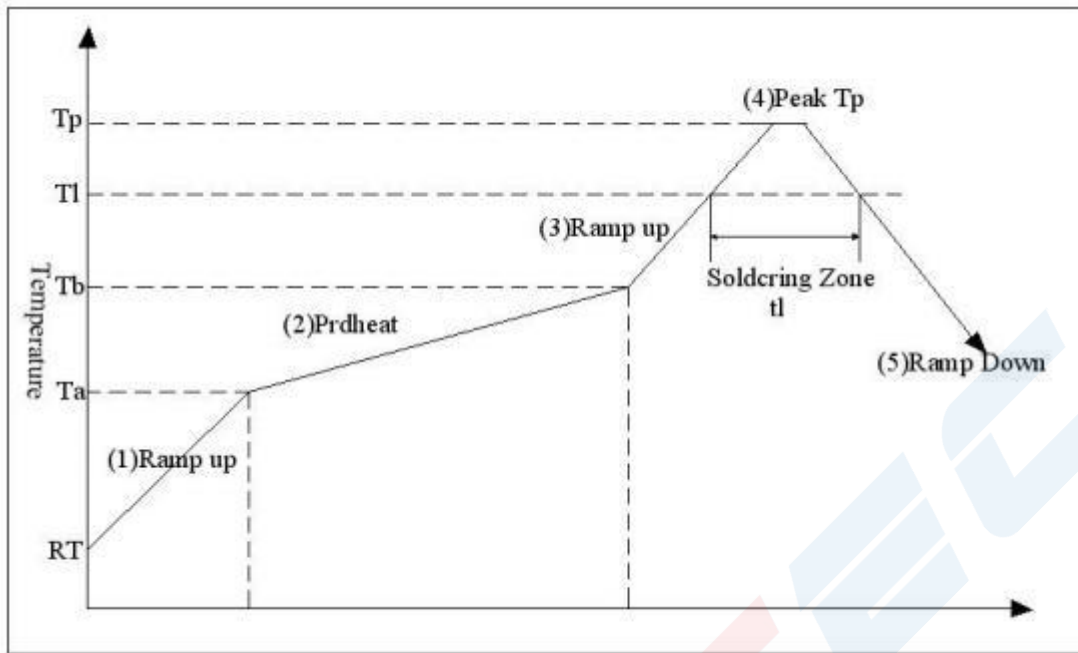 (4)Peak Tp
Tp
Tl
(3)Ramp up
Soldcring Zone
tl
Tb
(2)Prdheat
Temperature
(5)Ramp Down
Ta
(1)Ramp up
RT